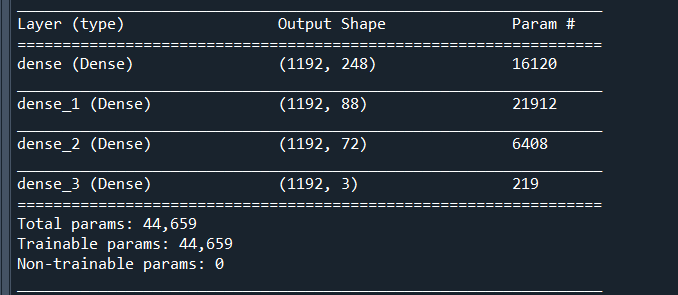 Layer (type) Output Shape Param #
=================================================================
dense (Dense) (1192, 248) 16120
dense_1 (Dense) (1192, 88) 21912
dense_2 (Dense) (1192, 72) 6408
dense_3 (Dense) (1192, 3) 219
=================================================================
Total params: 44,659
Trainable params: 44,659
Non-trainable params: 0